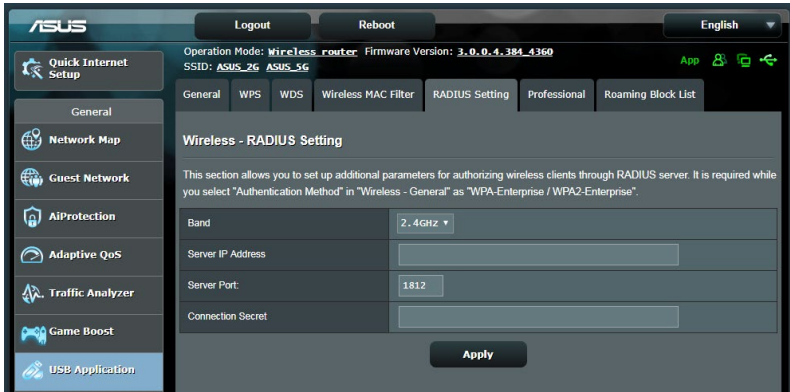 ASUS
Logout
Reboot
English
Operation Mode: Wireless router Firmware Version: 3.0.0.4.384_4360
SSID: ASUS_2G ASUS_5G
App
Quick Internet
Setup
General
Network Map
Guest Network
AiProtection
Adaptive QoS
Traffic Analyzer
Game Boost
USB Application
General WPS WDS Wireless MAC Filter RADIUS Setting Professional Roaming Block List
Wireless - RADIUS Setting
This section allows you to set up additional parameters for authorizing wireless clients through RADIUS server. It is required while
you select "Authentication Method" in "Wireless - General" as "WPA-Enterprise / WPA2-Enterprise".
Band 2.4GHz
Server IP Address
Server Port: 1812
Connection Secret
Apply